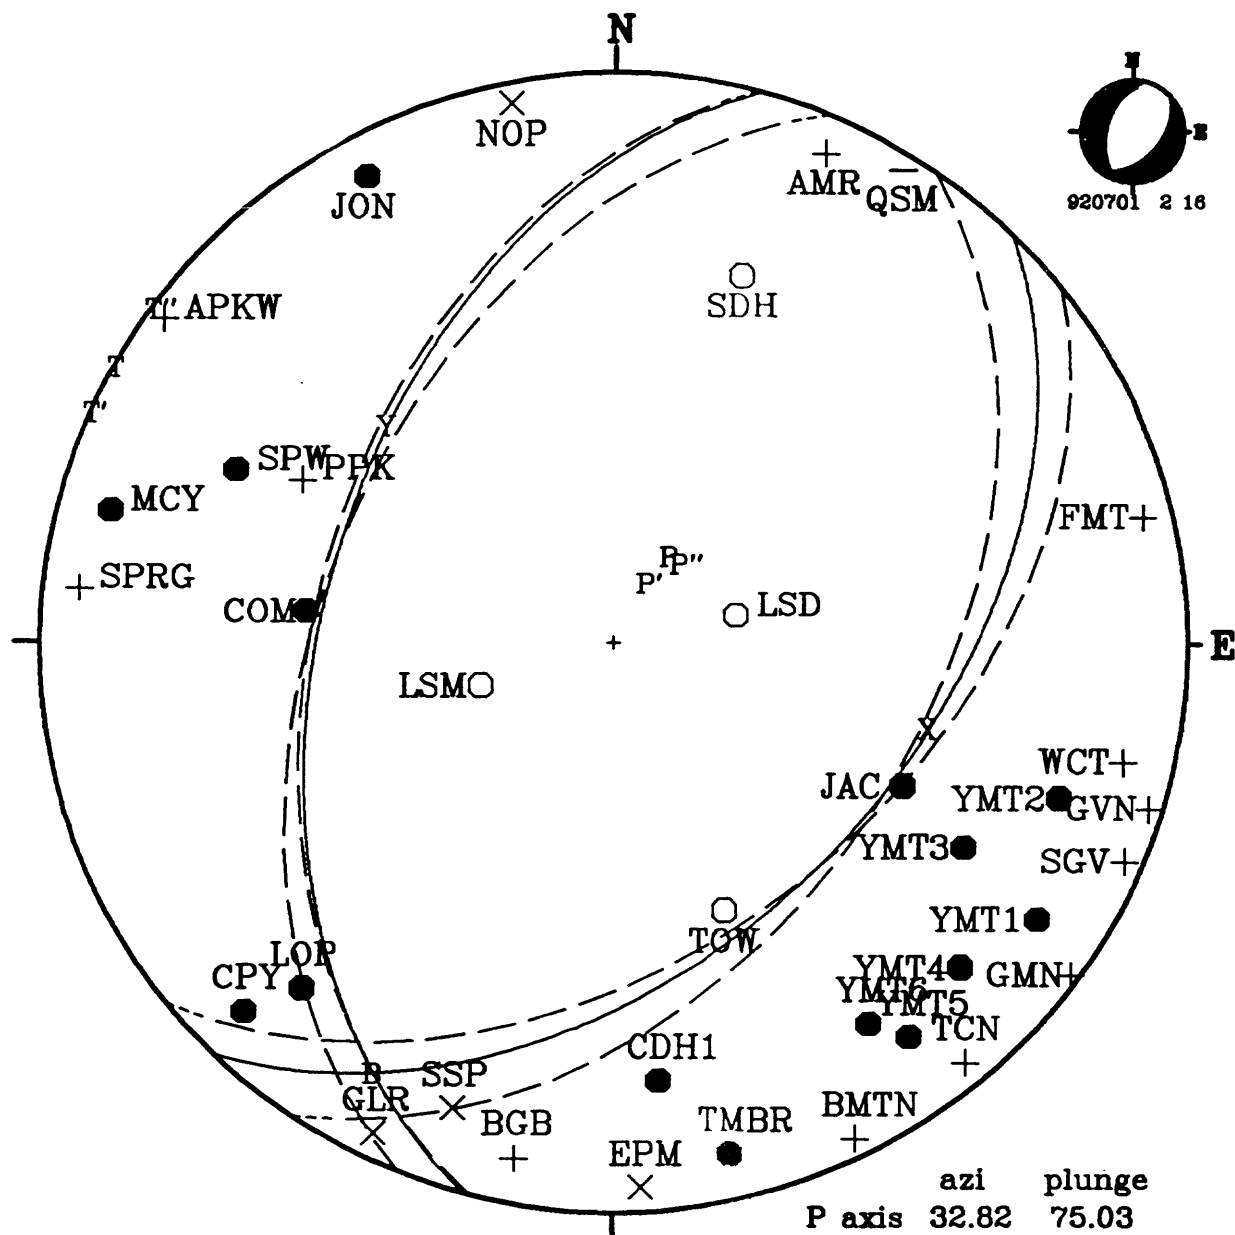 N
NOP
N
AMR
QSM
E
920701 2 16
JON
SDH
T'' APKW
T
T'
Y
SPW PPK
MCY
FMT
P P''
P'
SPRG
LSD
COM
E
LSM
X
WCT
JAC
YMT2 GVN
YMT3
SGV
YMT1
TOW
LOP
YMT4 GMN
CPY
YMT6
YMT5
TCN
CDH1
B SSP
GLR
BMTN
BGB
TMBR
EPM
azi plunge
P axis 32.82 75.03